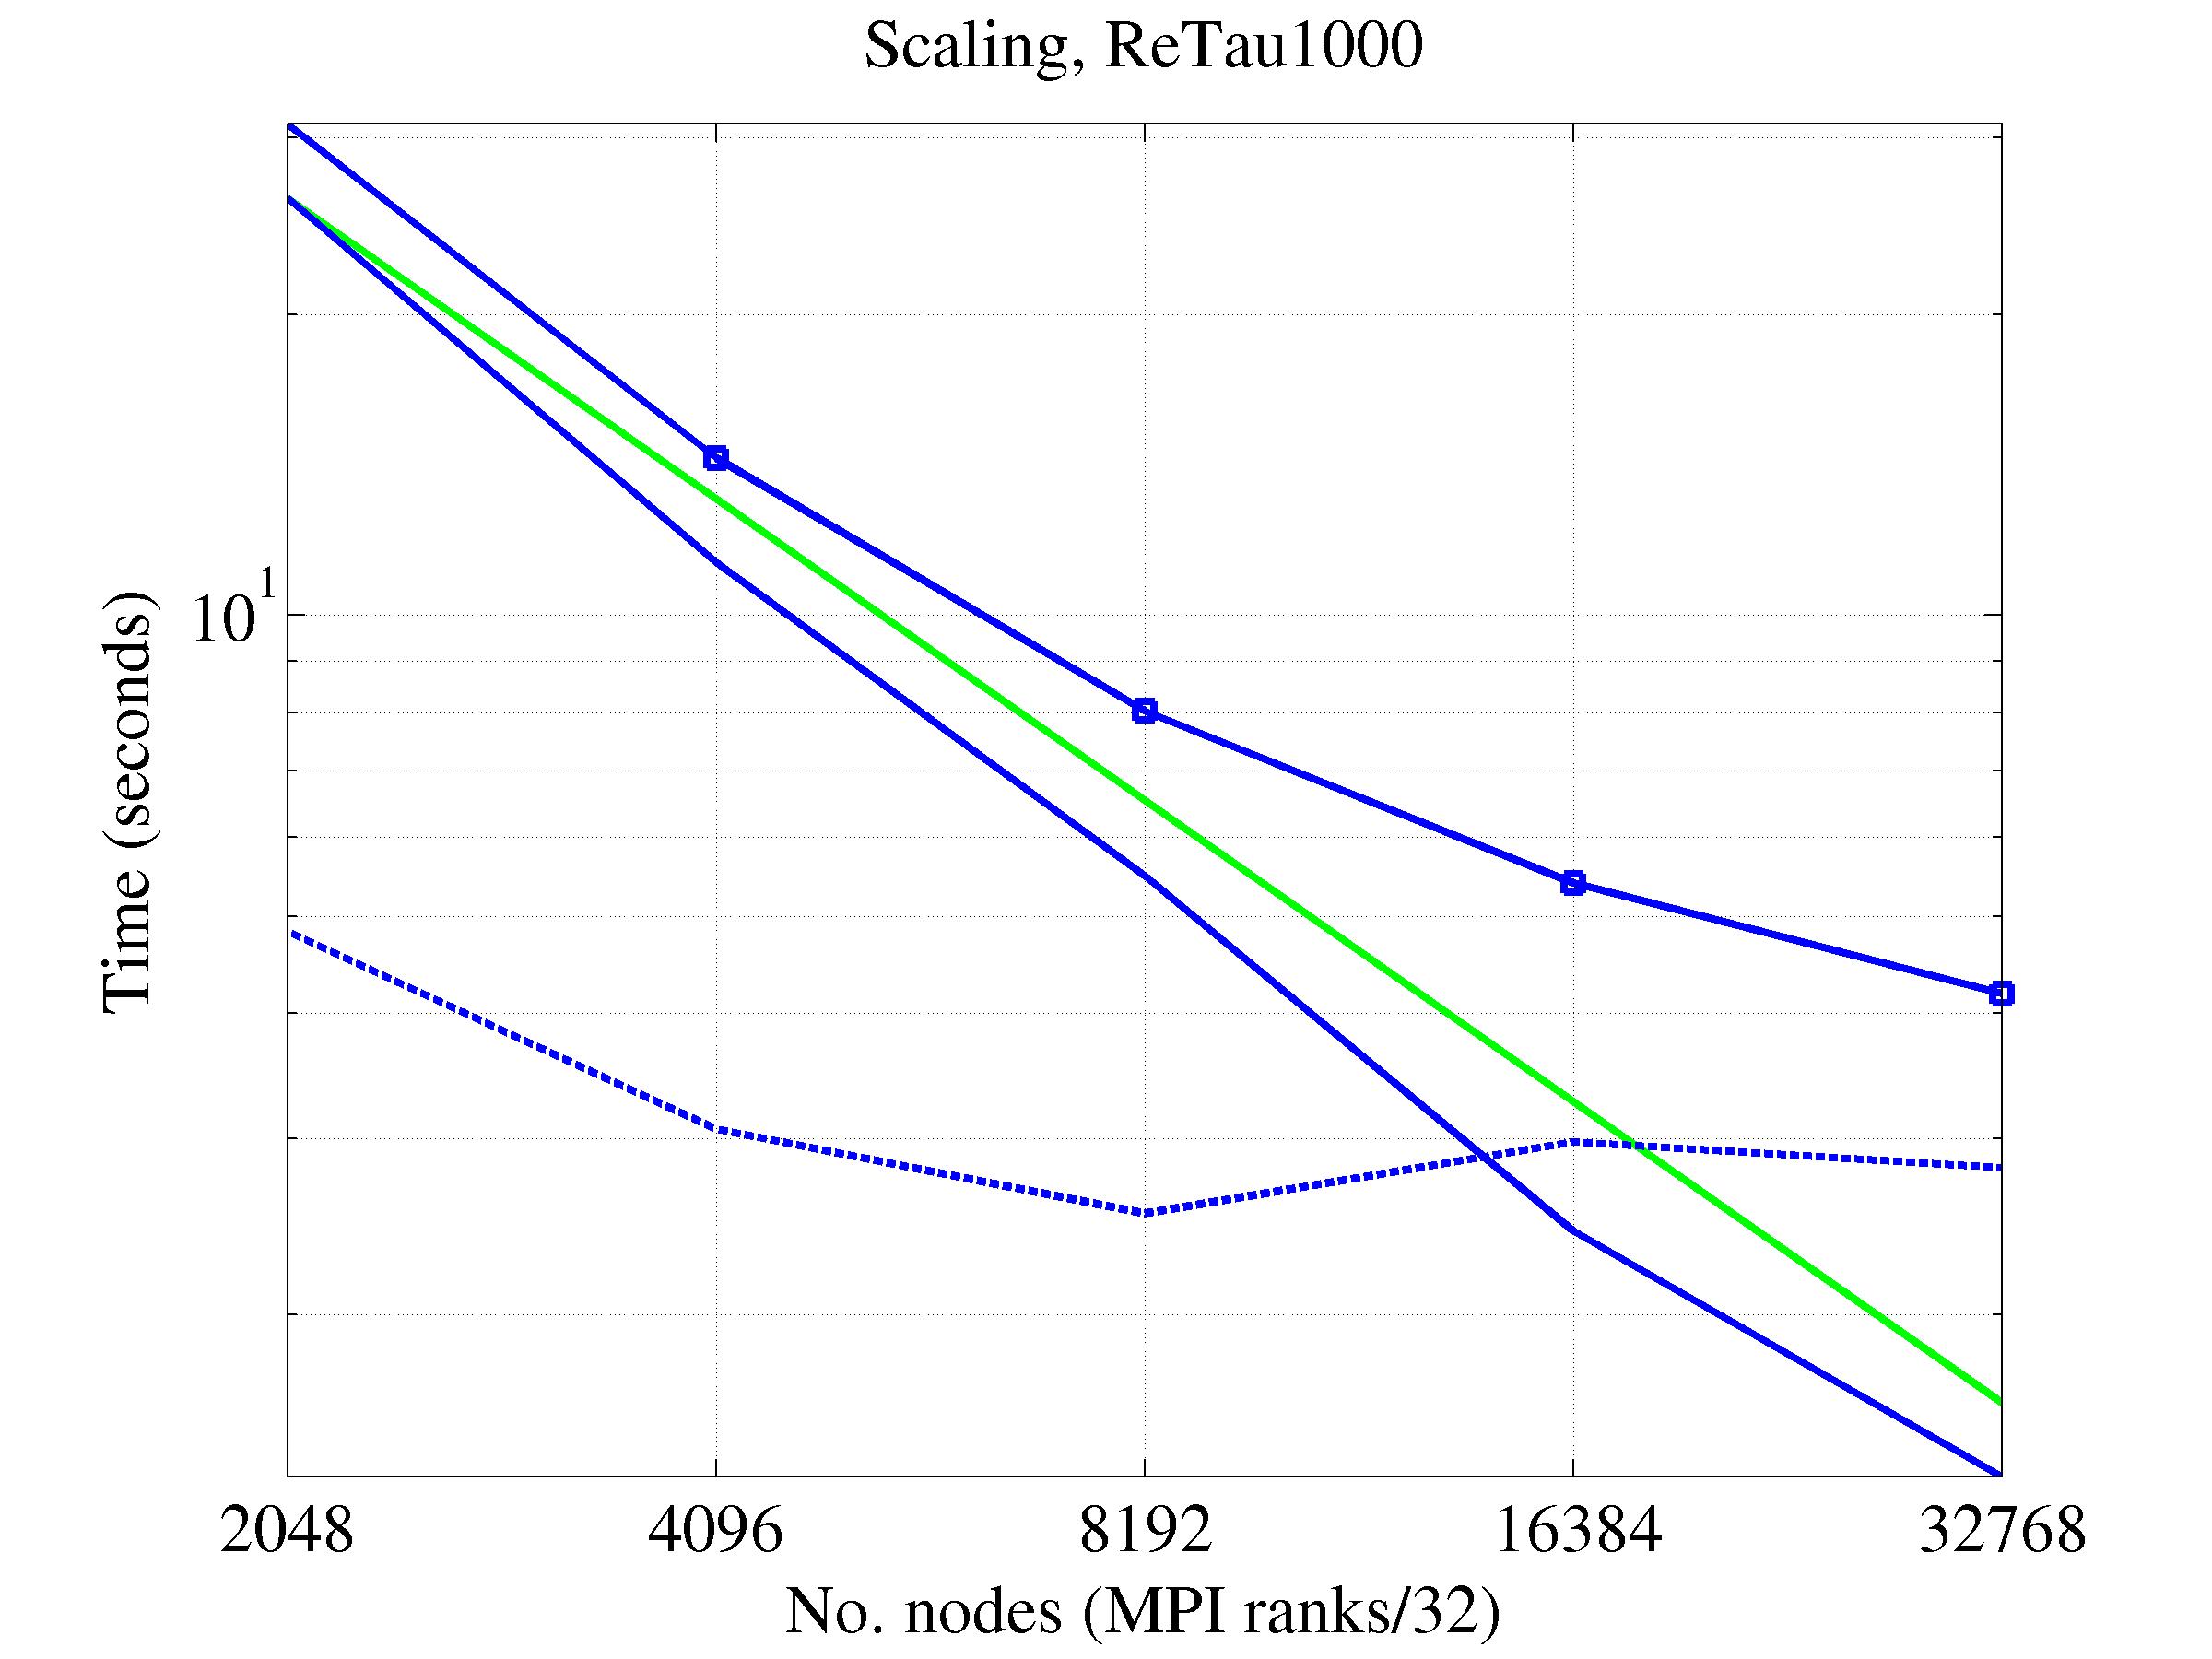 Scaling, ReTau1000
Time (seconds)
10^1
2048 4096 8192 16384 32768
No. nodes (MPI ranks/32)